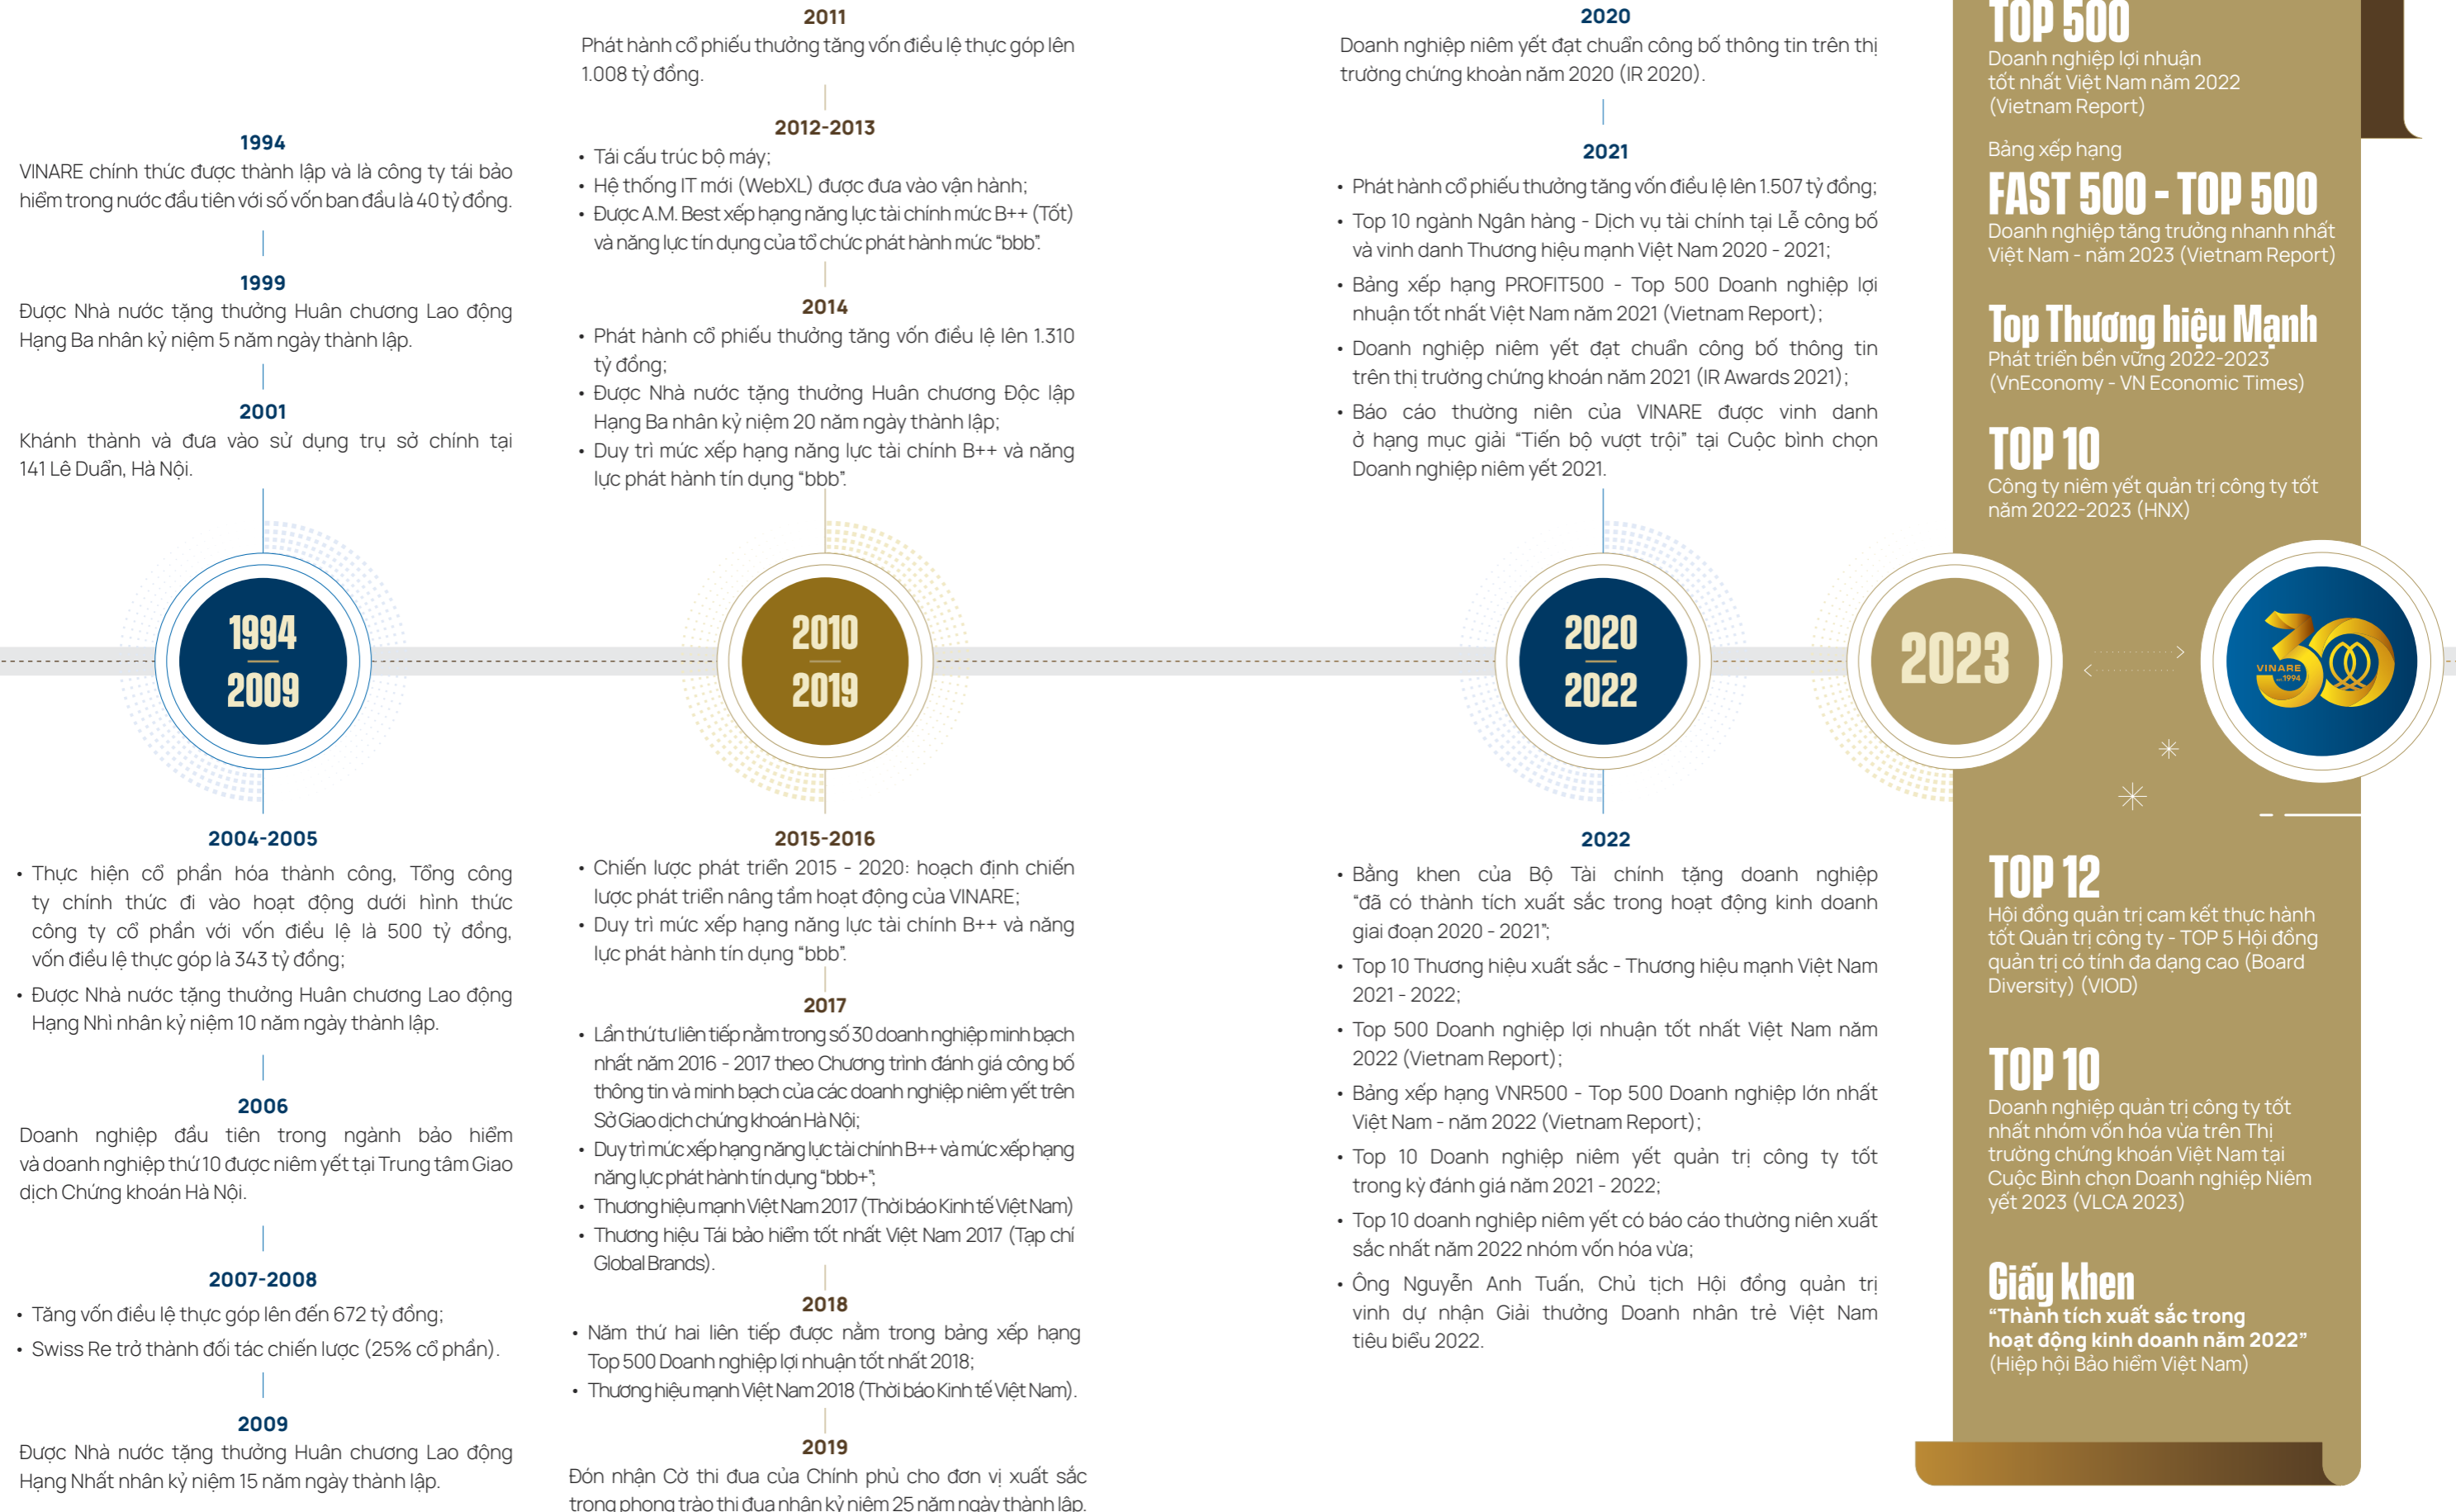 1994
VINARE chính thức được thành lập và là công ty tái bảo
hiểm trong nước đầu tiên với số vốn ban đầu là 40 tỷ đồng.
1999
Được Nhà nước tặng thưởng Huân chương Lao động
Hạng Ba nhân kỷ niệm 5 năm ngày thành lập.
2001
Khánh thành và đưa vào sử dụng trụ sở chính tại
141 Lê Duẩn, Hà Nội.
1994
2009
2004-2005
• Thực hiện cổ phần hóa thành công, Tổng công
ty chính thức đi vào hoạt động dưới hình thức
công ty cổ phần với vốn điều lệ là 500 tỷ đồng,
vốn điều lệ thực góp là 343 tỷ đồng;
• Được Nhà nước tặng thưởng Huân chương Lao động
Hạng Nhì nhân kỷ niệm 10 năm ngày thành lập.
2006
Doanh nghiệp đầu tiên trong ngành bảo hiểm
và doanh nghiệp thứ 10 được niêm yết tại Trung tâm Giao
dịch Chứng khoán Hà Nội.
2007-2008
• Tăng vốn điều lệ thực góp lên đến 672 tỷ đồng;
• Swiss Re trở thành đối tác chiến lược (25% cổ phần).
2009
Được Nhà nước tặng thưởng Huân chương Lao động
Hạng Nhất nhân kỷ niệm 15 năm ngày thành lập.
2011
Phát hành cổ phiếu thưởng tăng vốn điều lệ thực góp lên
1.008 tỷ đồng.
2012-2013
• Tái cấu trúc bộ máy;
• Hệ thống IT mới (WebXL) được đưa vào vận hành;
• Được A.M. Best xếp hạng năng lực tài chính mức B++ (Tốt)
và năng lực tín dụng của tổ chức phát hành mức “bbb”.
2014
• Phát hành cổ phiếu thưởng tăng vốn điều lệ lên 1.310
tỷ đồng;
• Được Nhà nước tặng thưởng Huân chương Độc lập
Hạng Ba nhân kỷ niệm 20 năm ngày thành lập;
• Duy trì mức xếp hạng năng lực tài chính B++ và năng
lực phát hành tín dụng “bbb”.
2010
2019
2015-2016
• Chiến lược phát triển 2015 - 2020: hoạch định chiến
lược phát triển nâng tầm hoạt động của VINARE;
• Duy trì mức xếp hạng năng lực tài chính B++ và năng
lực phát hành tín dụng “bbb”.
2017
• Lần thứ tư liên tiếp nằm trong số 30 doanh nghiệp minh bạch
nhất năm 2016 - 2017 theo Chương trình đánh giá công bố
thông tin và minh bạch của các doanh nghiệp niêm yết trên
Sở Giao dịch chứng khoán Hà Nội;
• Duy trì mức xếp hạng năng lực tài chính B++ và mức xếp hạng
năng lực phát hành tín dụng “bbb+”;
• Thương hiệu mạnh Việt Nam 2017 (Thời báo Kinh tế Việt Nam)
• Thương hiệu Tái bảo hiểm tốt nhất Việt Nam 2017 (Tạp chí
Global Brands).
2018
• Năm thứ hai liên tiếp được nằm trong bảng xếp hạng
Top 500 Doanh nghiệp lợi nhuận tốt nhất 2018;
• Thương hiệu mạnh Việt Nam 2018 (Thời báo Kinh tế Việt Nam).
2019
Đón nhận Cờ thi đua của Chính phủ cho đơn vị xuất sắc
trong phong trào thi đua nhân kỷ niệm 25 năm ngày thành lập.
2020
Doanh nghiệp niêm yết đạt chuẩn công bố thông tin trên thị
trường chứng khoàn năm 2020 (IR 2020).
2021
• Phát hành cổ phiếu thưởng tăng vốn điều lệ lên 1.507 tỷ đồng;
• Top 10 ngành Ngân hàng - Dịch vụ tài chính tại Lễ công bố
và vinh danh Thương hiệu mạnh Việt Nam 2020 - 2021;
• Bảng xếp hạng PROFIT500 - Top 500 Doanh nghiệp lợi
nhuận tốt nhất Việt Nam năm 2021 (Vietnam Report);
• Doanh nghiệp niêm yết đạt chuẩn công bố thông tin
trên thị trường chứng khoán năm 2021 (IR Awards 2021);
• Báo cáo thường niên của VINARE được vinh danh
ở hạng mục giải “Tiến bộ vượt trội” tại Cuộc bình chọn
Doanh nghiệp niêm yết 2021.
2020
2022
2022
• Bằng khen của Bộ Tài chính tặng doanh nghiệp
“đã có thành tích xuất sắc trong hoạt động kinh doanh
giai đoạn 2020 - 2021”;
• Top 10 Thương hiệu xuất sắc - Thương hiệu mạnh Việt Nam
2021 - 2022;
• Top 500 Doanh nghiệp lợi nhuận tốt nhất Việt Nam năm
2022 (Vietnam Report);
• Bảng xếp hạng VNR500 - Top 500 Doanh nghiệp lớn nhất
Việt Nam - năm 2022 (Vietnam Report);
• Top 10 Doanh nghiệp niêm yết quản trị công ty tốt
trong kỳ đánh giá năm 2021 - 2022;
• Top 10 doanh nghiêp niêm yết có báo cáo thường niên xuất
sắc nhất năm 2022 nhóm vốn hóa vừa;
• Ông Nguyễn Anh Tuấn, Chủ tịch Hội đồng quản trị
vinh dự nhận Giải thưởng Doanh nhân trẻ Việt Nam
tiêu biểu 2022.
TOP 500
Doanh nghiệp lợi nhuận
tốt nhất Việt Nam năm 2022
(Vietnam Report)
Bảng xếp hạng
FAST 500 - TOP 500
Doanh nghiệp tăng trưởng nhanh nhất
Việt Nam - năm 2023 (Vietnam Report)
Top Thương hiệu Mạnh
Phát triển bền vững 2022-2023
(VnEconomy - VN Economic Times)
TOP 10
Công ty niêm yết quản trị công ty tốt
năm 2022-2023 (HNX)
2023
30
VINARE
est.1994
TOP 12
Hội đồng quản trị cam kết thực hành
tốt Quản trị công ty - TOP 5 Hội đồng
quản trị có tính đa dạng cao (Board
Diversity) (VIOD)
TOP 10
Doanh nghiệp quản trị công ty tốt
nhất nhóm vốn hóa vừa trên Thị
trường chứng khoán Việt Nam tại
Cuộc Bình chọn Doanh nghiệp Niêm
yết 2023 (VLCA 2023)
Giấy khen
“Thành tích xuất sắc trong
hoạt động kinh doanh năm 2022”
(Hiệp hội Bảo hiểm Việt Nam)